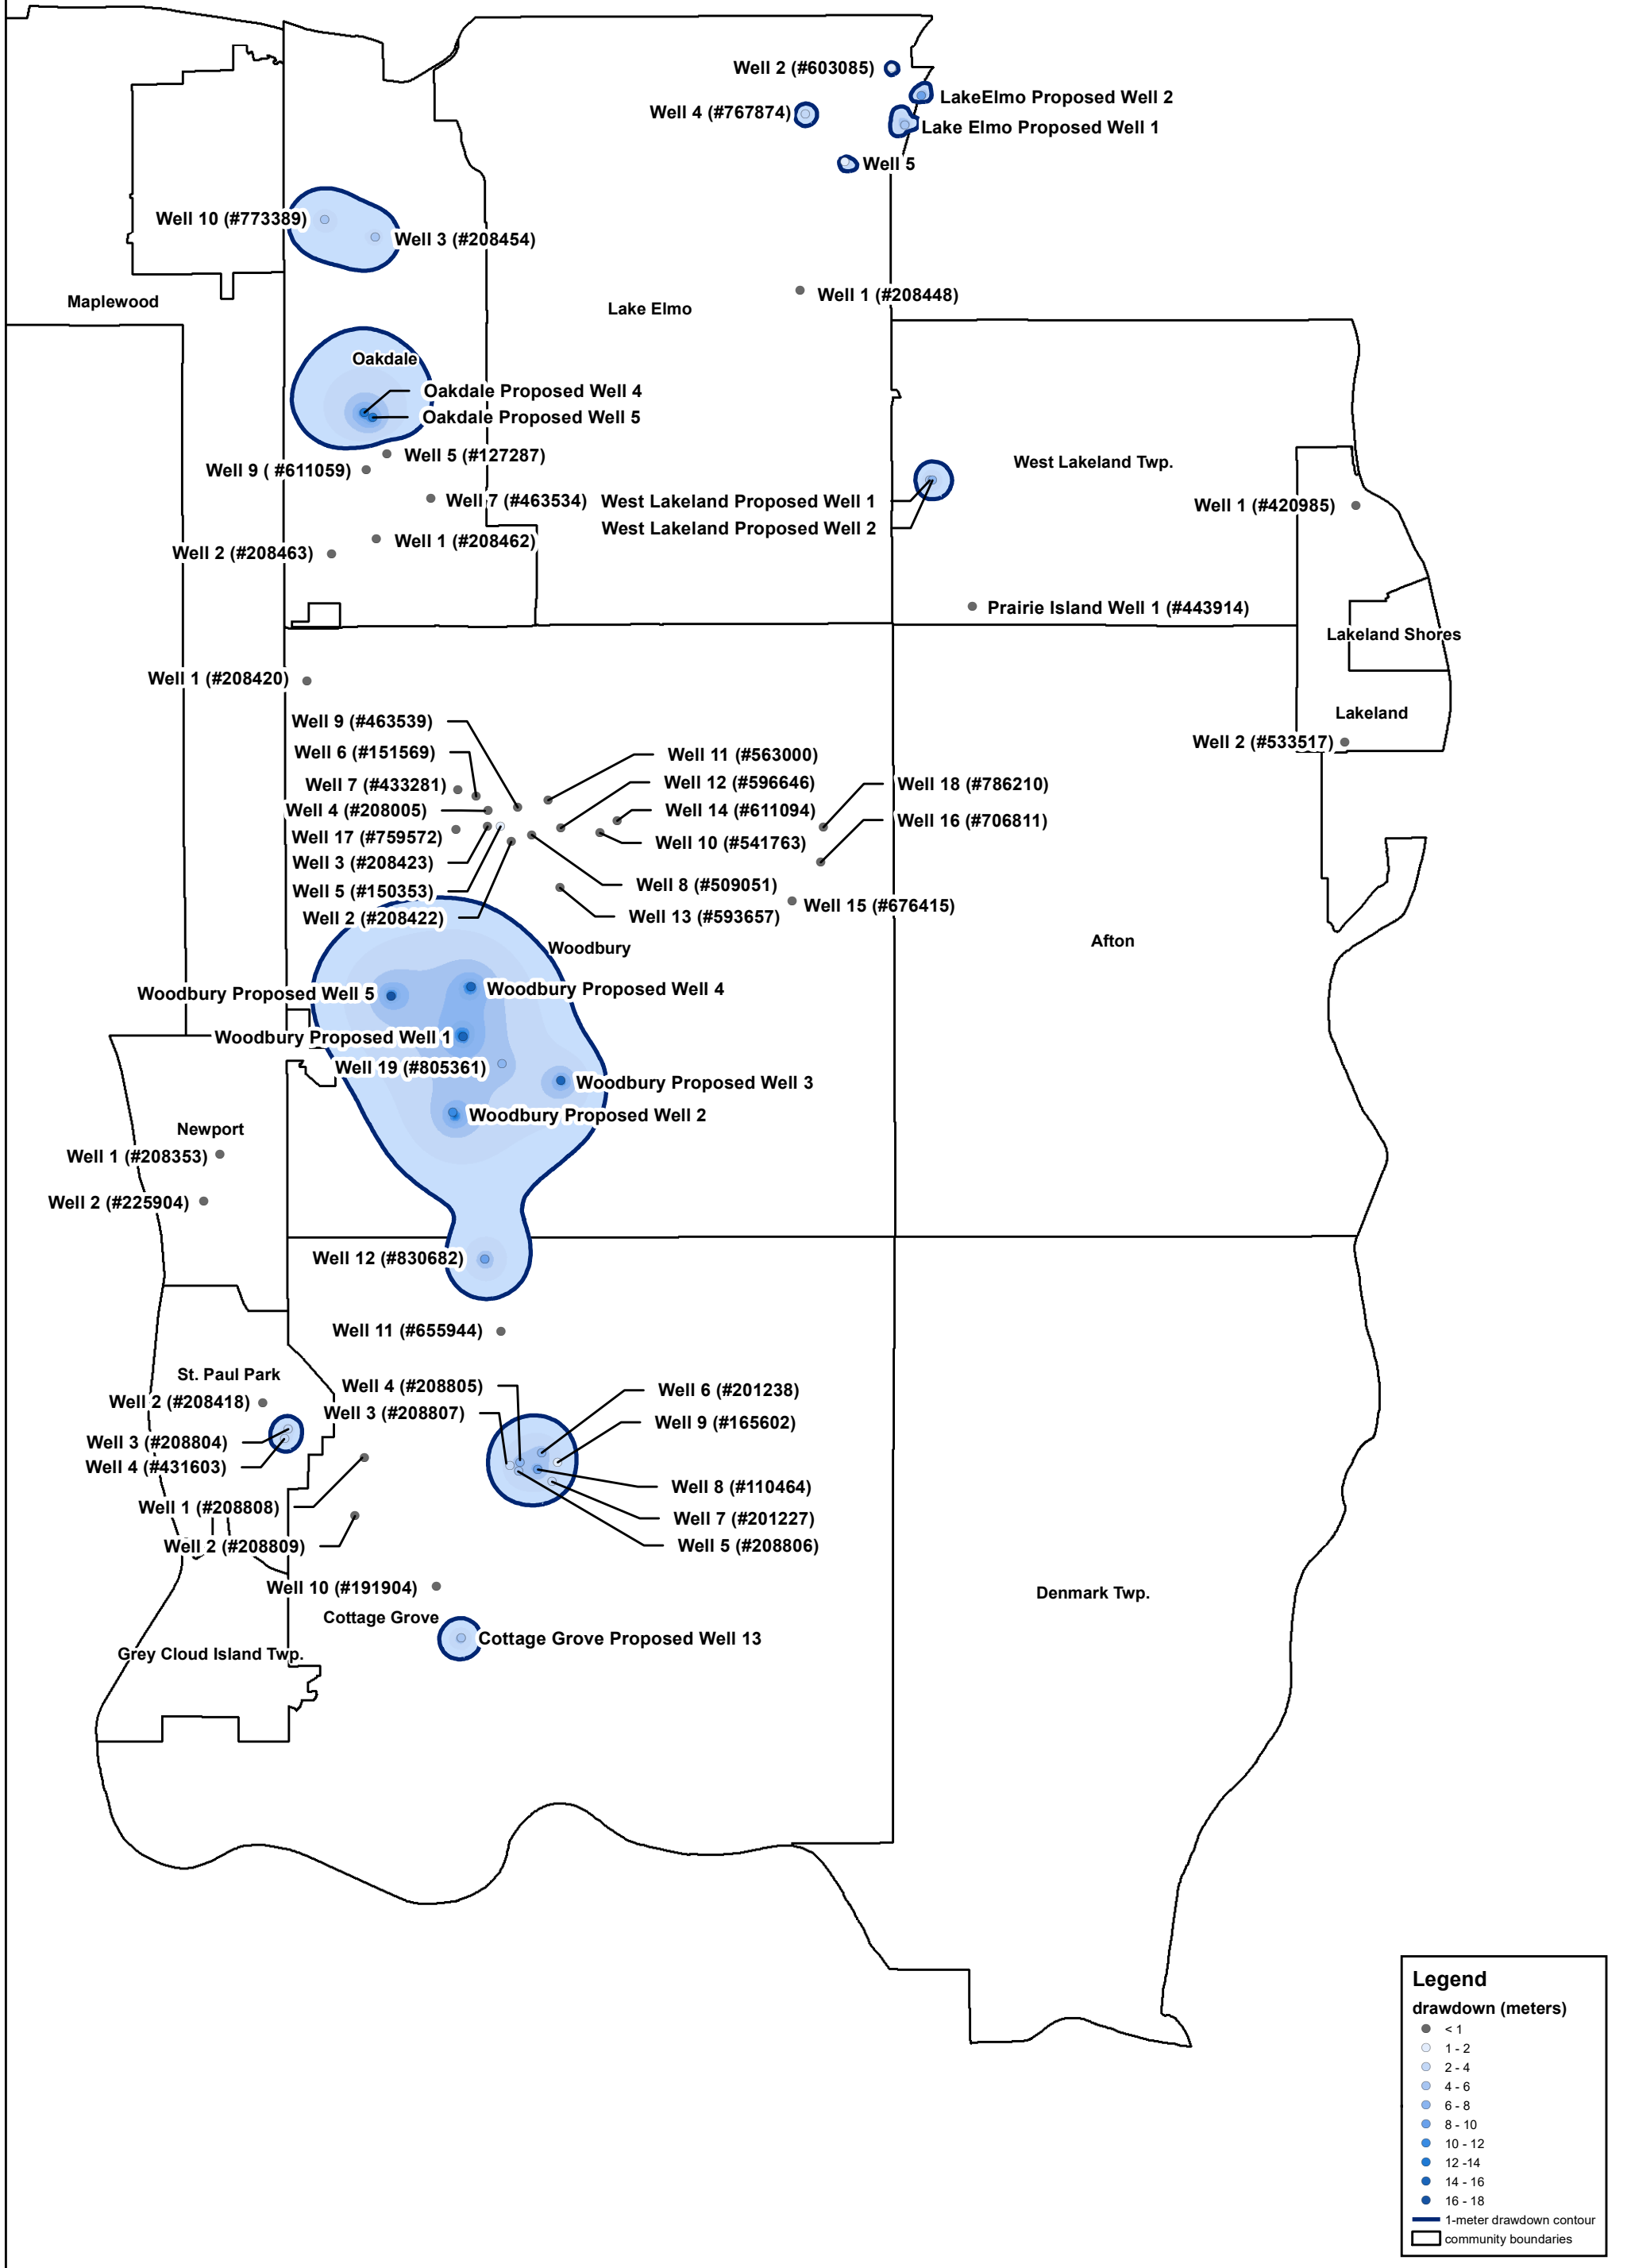 Well 2 (#603085)
LakeElmo Proposed Well 2
Well 4 (#767874)
Lake Elmo Proposed Well 1
Well 5
Well 10 (#773389)
Well 3 (#208454)
Maplewood
Well 1 (#208448)
Lake Elmo
Oakdale
Oakdale Proposed Well 4
Oakdale Proposed Well 5
Well 5 (#127287)
Well 9 ( #611059)
West Lakeland Twp.
Well 7 (#463534)
West Lakeland Proposed Well 1
Well 1 (#420985)
West Lakeland Proposed Well 2
Well 1 (#208462)
Well 2 (#208463)
Prairie Island Well 1 (#443914)
Lakeland Shores
Well 1 (#208420)
Lakeland
Well 9 (#463539)
Well 2 (#533517)
Well 6 (#151569)
Well 11 (#563000)
Well 7 (#433281)
Well 12 (#596646)
Well 18 (#786210)
Well 4 (#208005)
Well 14 (#611094)
Well 16 (#706811)
Well 17 (#759572)
Well 10 (#541763)
Well 3 (#208423)
Well 8 (#509051)
Well 5 (#150353)
Well 15 (#676415)
Well 2 (#208422)
Well 13 (#593657)
Woodbury
Afton
Woodbury Proposed Well 5
Woodbury Proposed Well 4
Woodbury Proposed Well 1
Well 19 (#805361)
Woodbury Proposed Well 3
Woodbury Proposed Well 2
Newport
Well 1 (#208353)
Well 2 (#225904)
Well 12 (#830682)
Well 11 (#655944)
St. Paul Park
Well 4 (#208805)
Well 6 (#201238)
Well 2 (#208418)
Well 3 (#208807)
Well 9 (#165602)
Well 3 (#208804)
Well 4 (#431603)
Well 8 (#110464)
Well 1 (#208808)
Well 7 (#201227)
Well 2 (#208809)
Well 5 (#208806)
Well 10 (#191904)
Denmark Twp.
Cottage Grove
Cottage Grove Proposed Well 13
Grey Cloud Island Twp.
Legend
drawdown (meters)
< 1
1 - 2
2 - 4
4 - 6
6 - 8
8 - 10
10 - 12
12 -14
14 - 16
16 - 18
1-meter drawdown contour
community boundaries